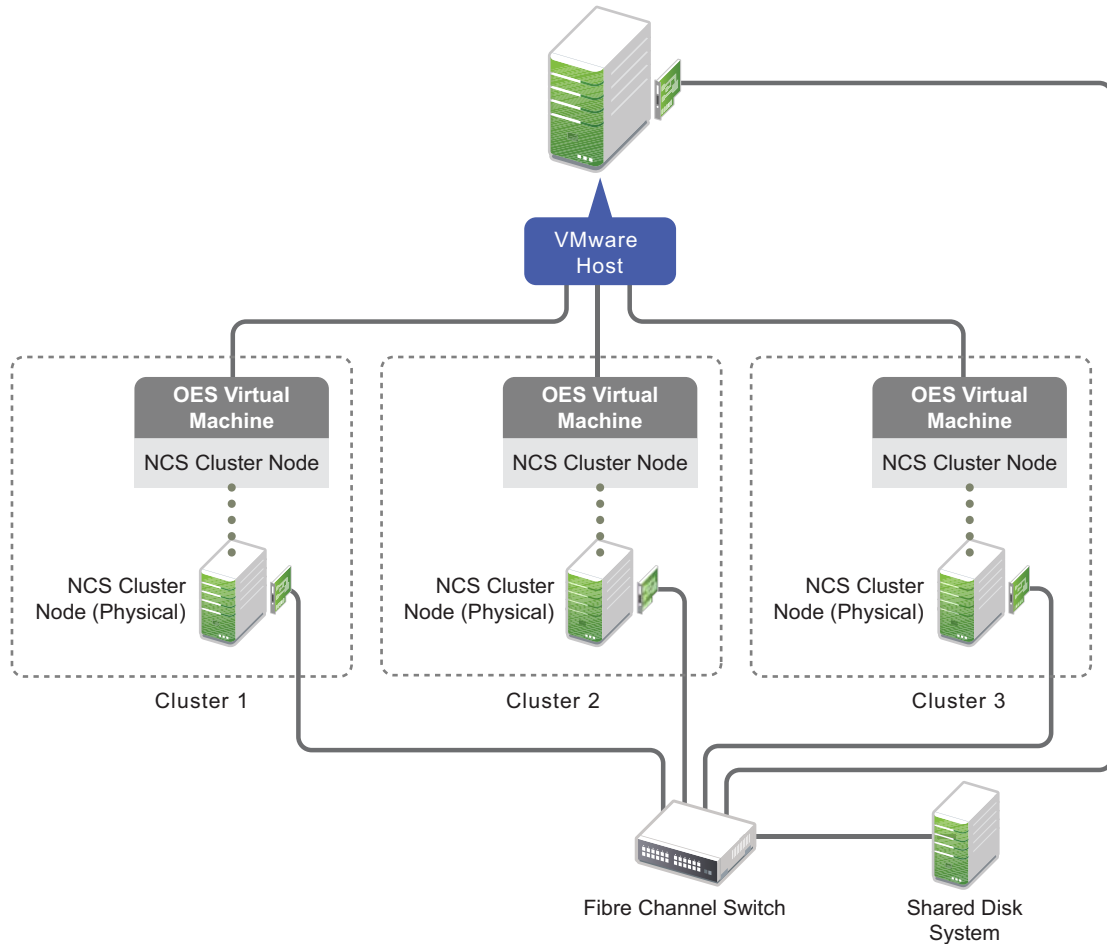 VMware
Host
OES Virtual
Machine
NCS Cluster Node
NCS Cluster
Node (Physical)
Cluster 1
OES Virtual
Machine
NCS Cluster Node
NCS Cluster
Node (Physical)
Cluster 2
OES Virtual
Machine
NCS Cluster Node
NCS Cluster
Node (Physical)
Cluster 3
Fibre Channel Switch
Shared Disk
System